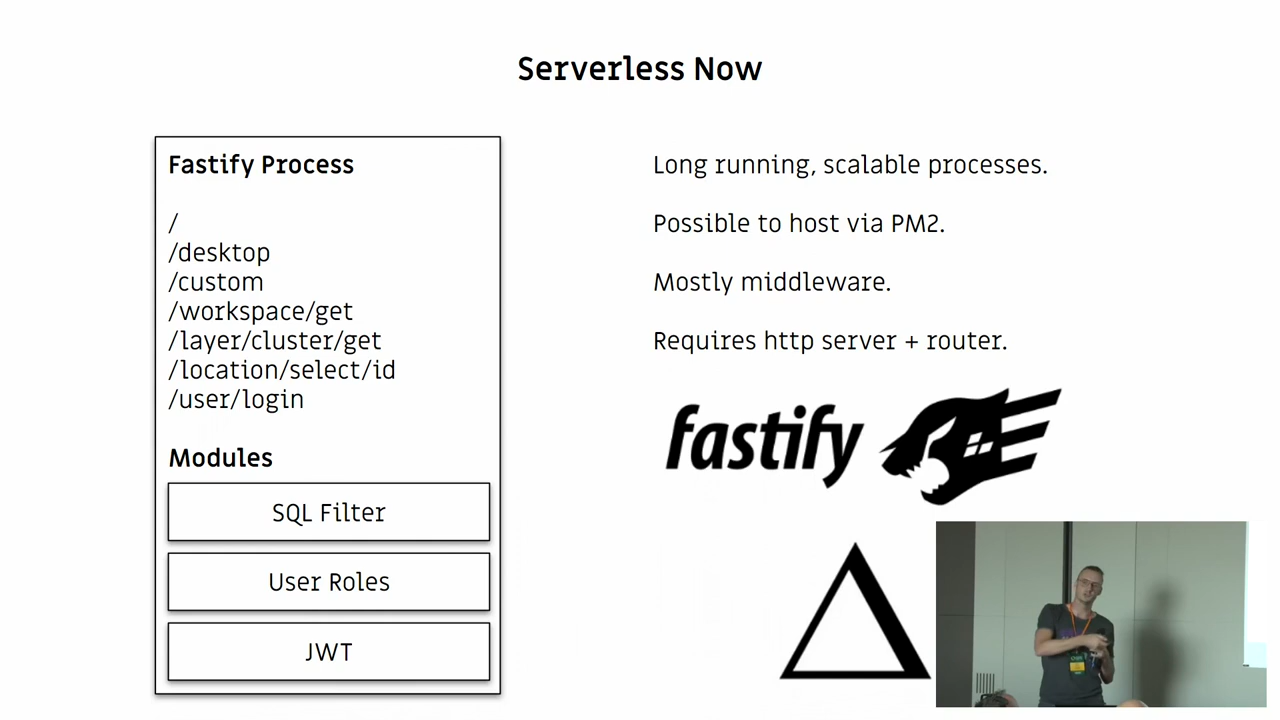 Serverless Now
Fastify Process
/
/desktop
/custom
/workspace/get
/layer/cluster/get
/location/select/id
/user/login
Modules
SQL Filter
User Roles
JWT
Long running, scalable processes.
Possible to host via PM2.
Mostly middleware.
Requires http server + router.
fastify